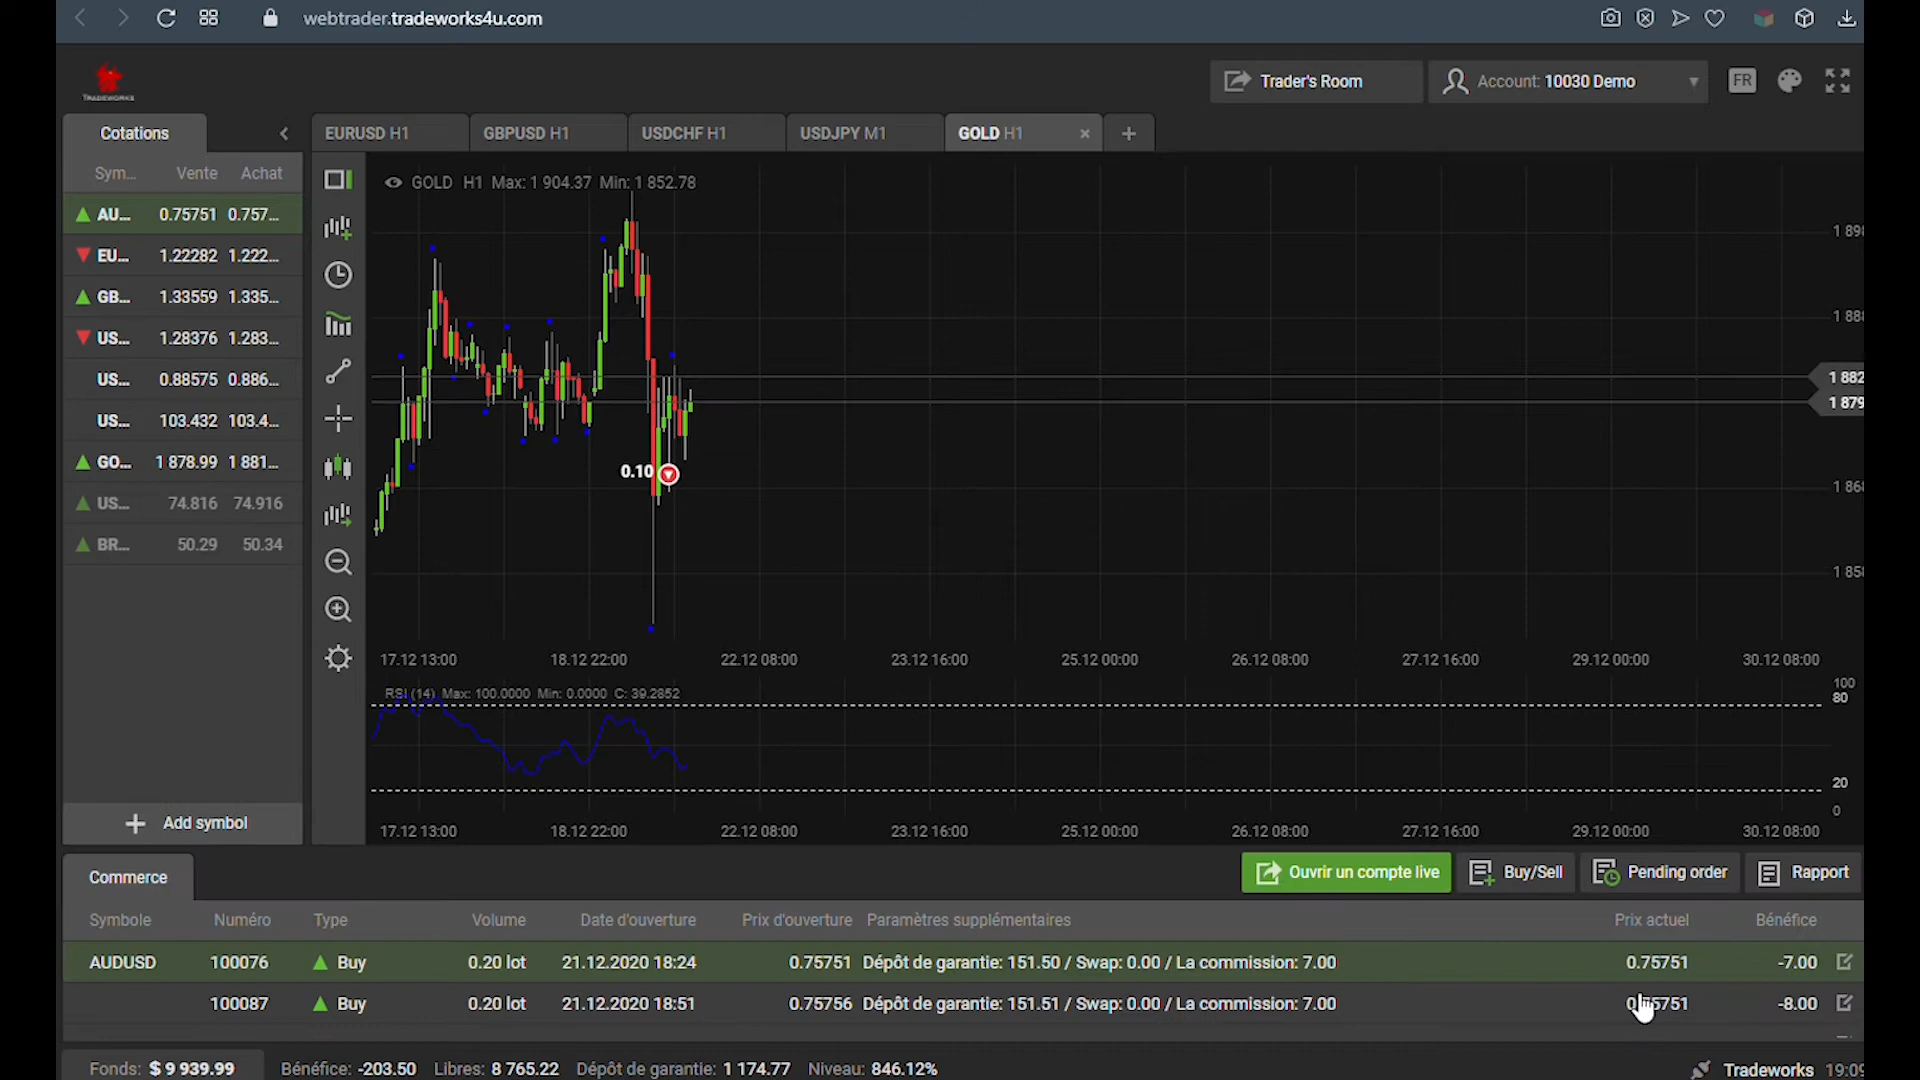 webtrader.tradeworks4u.com
TRADEWORKS
Trader's Room
Account: 10030 Demo
FR
Cotations
EURUSD H1
GBPUSD H1
USDCHF H1
USDJPY M1
GOLD H1
Sym... Vente Achat
AU... 0.75751 0.757...
EU... 1.22282 1.222...
GB... 1.33559 1.335...
US... 1.28376 1.283...
US... 0.88575 0.886...
US... 103.432 103.4...
GO... 1 878.99 1 881...
US... 74.816 74.916
BR... 50.29 50.34
Add symbol
GOLD H1 Max: 1 904.37 Min: 1 852.78
1 89
1 88
1 882
1 879
0.10
1 86
1 85
17.12 13:00 18.12 22:00 22.12 08:00 23.12 16:00 25.12 00:00 26.12 08:00 27.12 16:00 29.12 00:00 30.12 08:00
RSI (14) Max: 100.0000 Min: 0.0000 C: 39.2852
100
80
20
0
17.12 13:00 18.12 22:00 22.12 08:00 23.12 16:00 25.12 00:00 26.12 08:00 27.12 16:00 29.12 00:00 30.12 08:00
Commerce
Ouvrir un compte live
Buy/Sell
Pending order
Rapport
Symbole Numéro Type Volume Date d'ouverture Prix d'ouverture Paramètres supplémentaires Prix actuel Bénéfice
AUDUSD 100076 Buy 0.20 lot 21.12.2020 18:24 0.75751 Dépôt de garantie: 151.50 / Swap: 0.00 / La commission: 7.00 0.75751 -7.00
100087 Buy 0.20 lot 21.12.2020 18:51 0.75756 Dépôt de garantie: 151.51 / Swap: 0.00 / La commission: 7.00 -8.00
Fonds: $ 9 939.99 Bénéfice: -203.50 Libres: 8 765.22 Dépôt de garantie: 1 174.77 Niveau: 846.12% Tradeworks 19:09